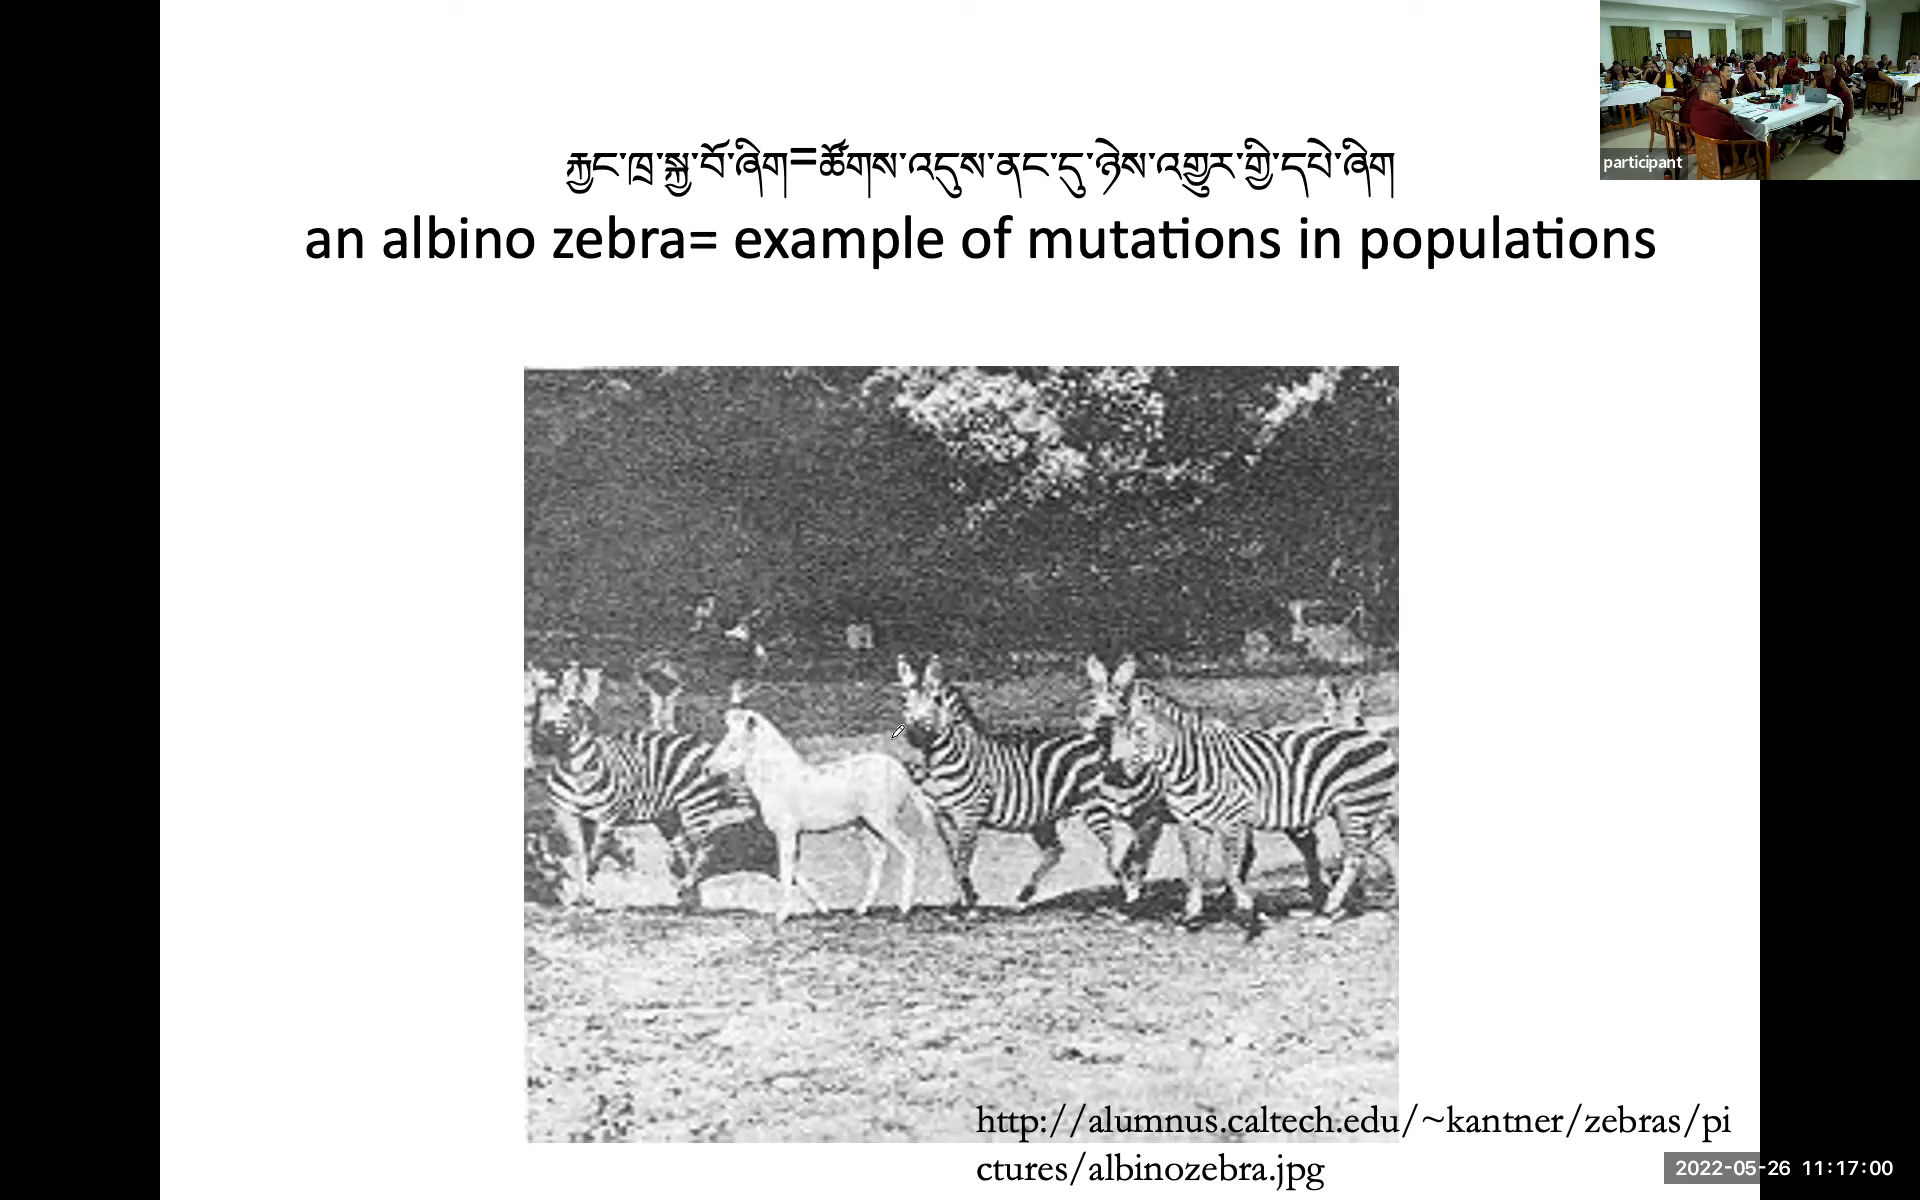 རྐྱང་ཁྲ་སྐྱ་བོ་ཞིག=ཚོགས་འདུས་ནང་དུ་ཉེས་འགྱུར་གྱི་དཔེ་ཞིག
an albino zebra= example of mutations in populations
participant
http://alumnus.caltech.edu/~kantner/zebras/pi
ctures/albinozebra.jpg
2022-05-26 11:17:00